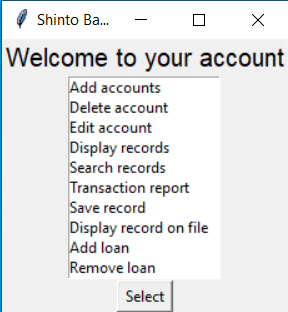 Shinto Ba...
Welcome to your account
Add accounts
Delete account
Edit account
Display records
Search records
Transaction report
Save record
Display record on file
Add loan
Remove loan
Select